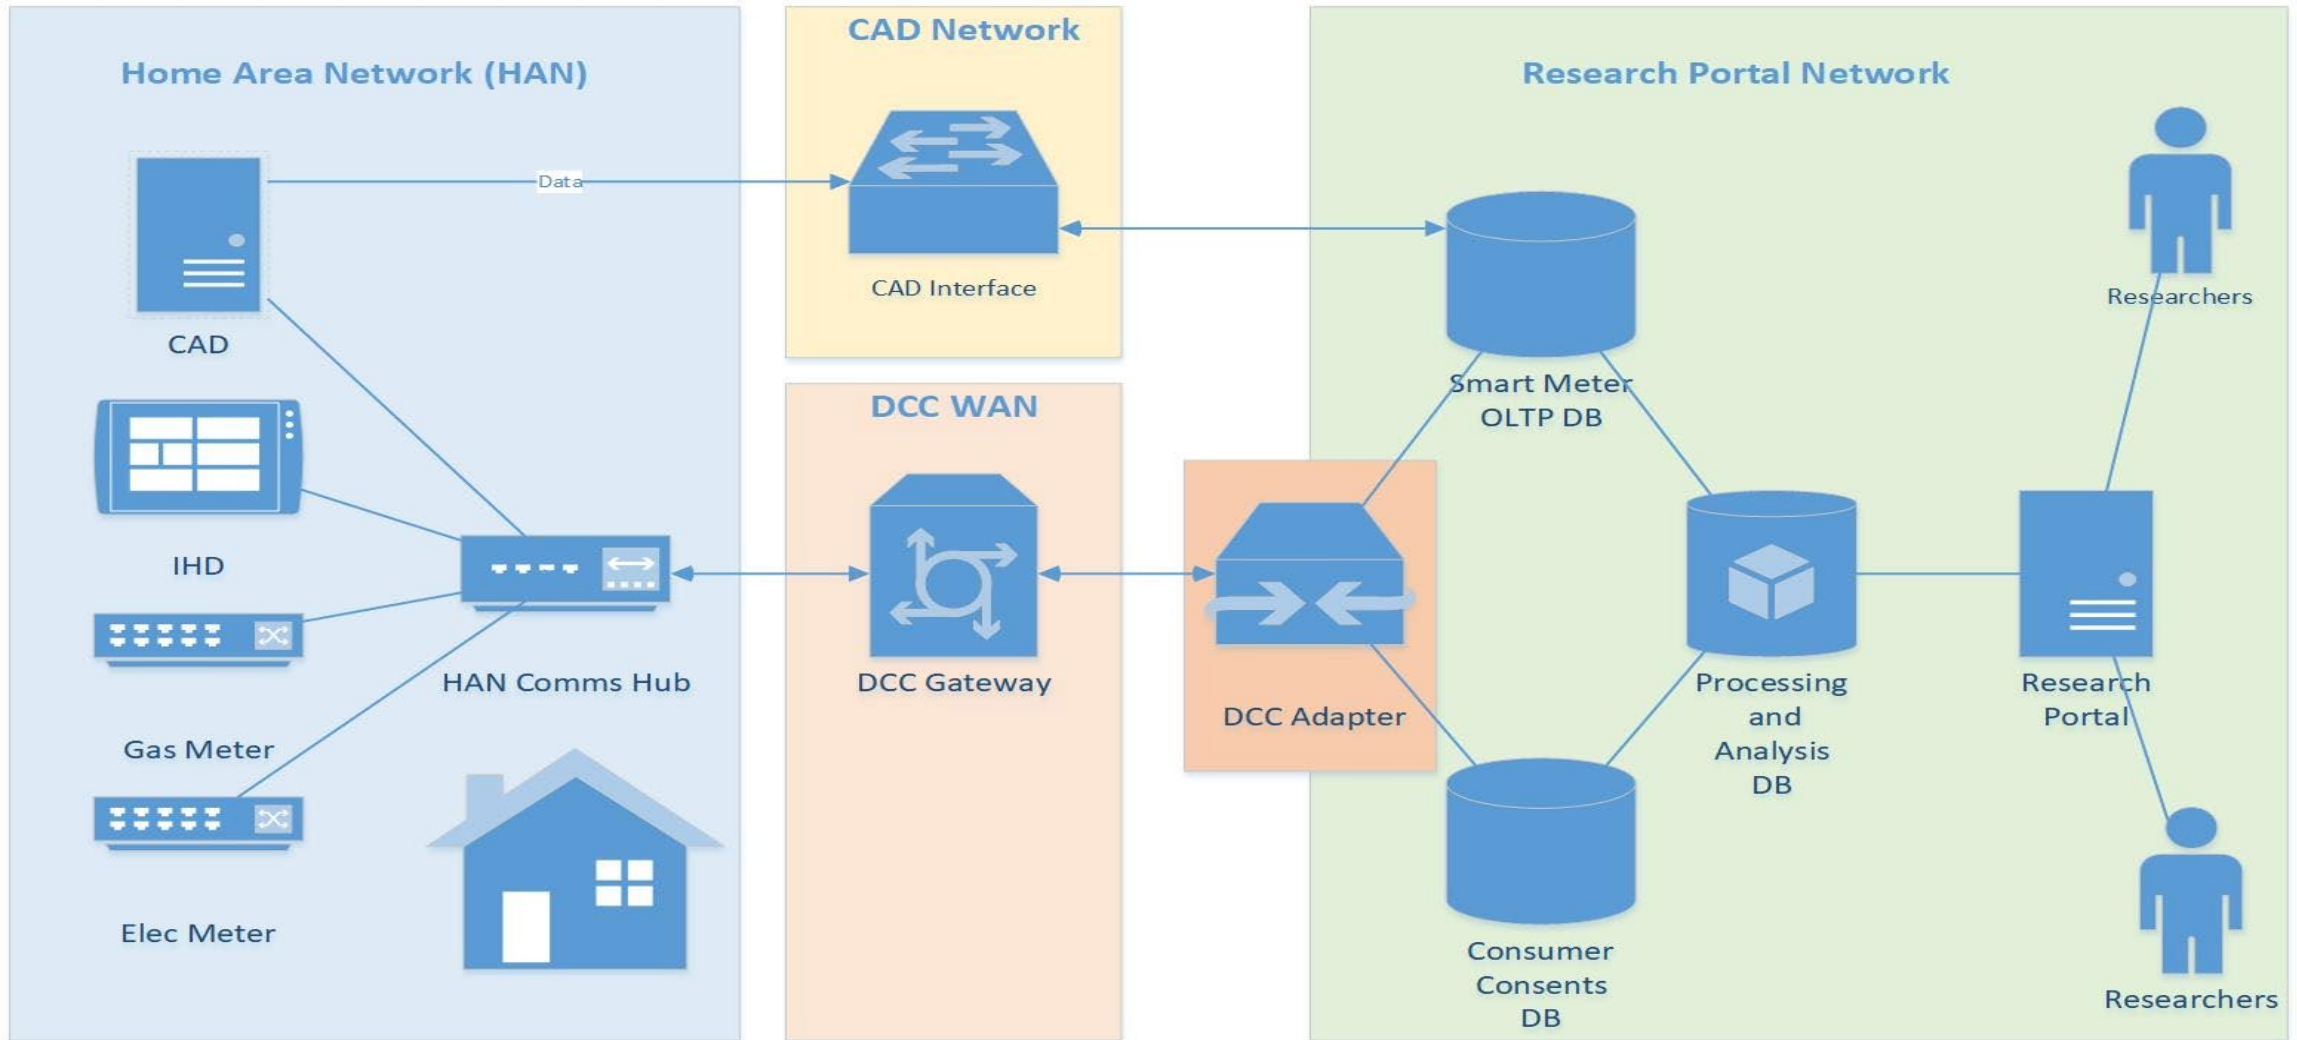 Home Area Network (HAN)
CAD Network
Research Portal Network
Data
CAD
CAD Interface
IHD
Gas Meter
Elec Meter
HAN Comms Hub
DCC WAN
DCC Gateway
DCC Adapter
Smart Meter
OLTP DB
Consumer
Consents
DB
Processing
and
Analysis
DB
Research
Portal
Researchers
Researchers